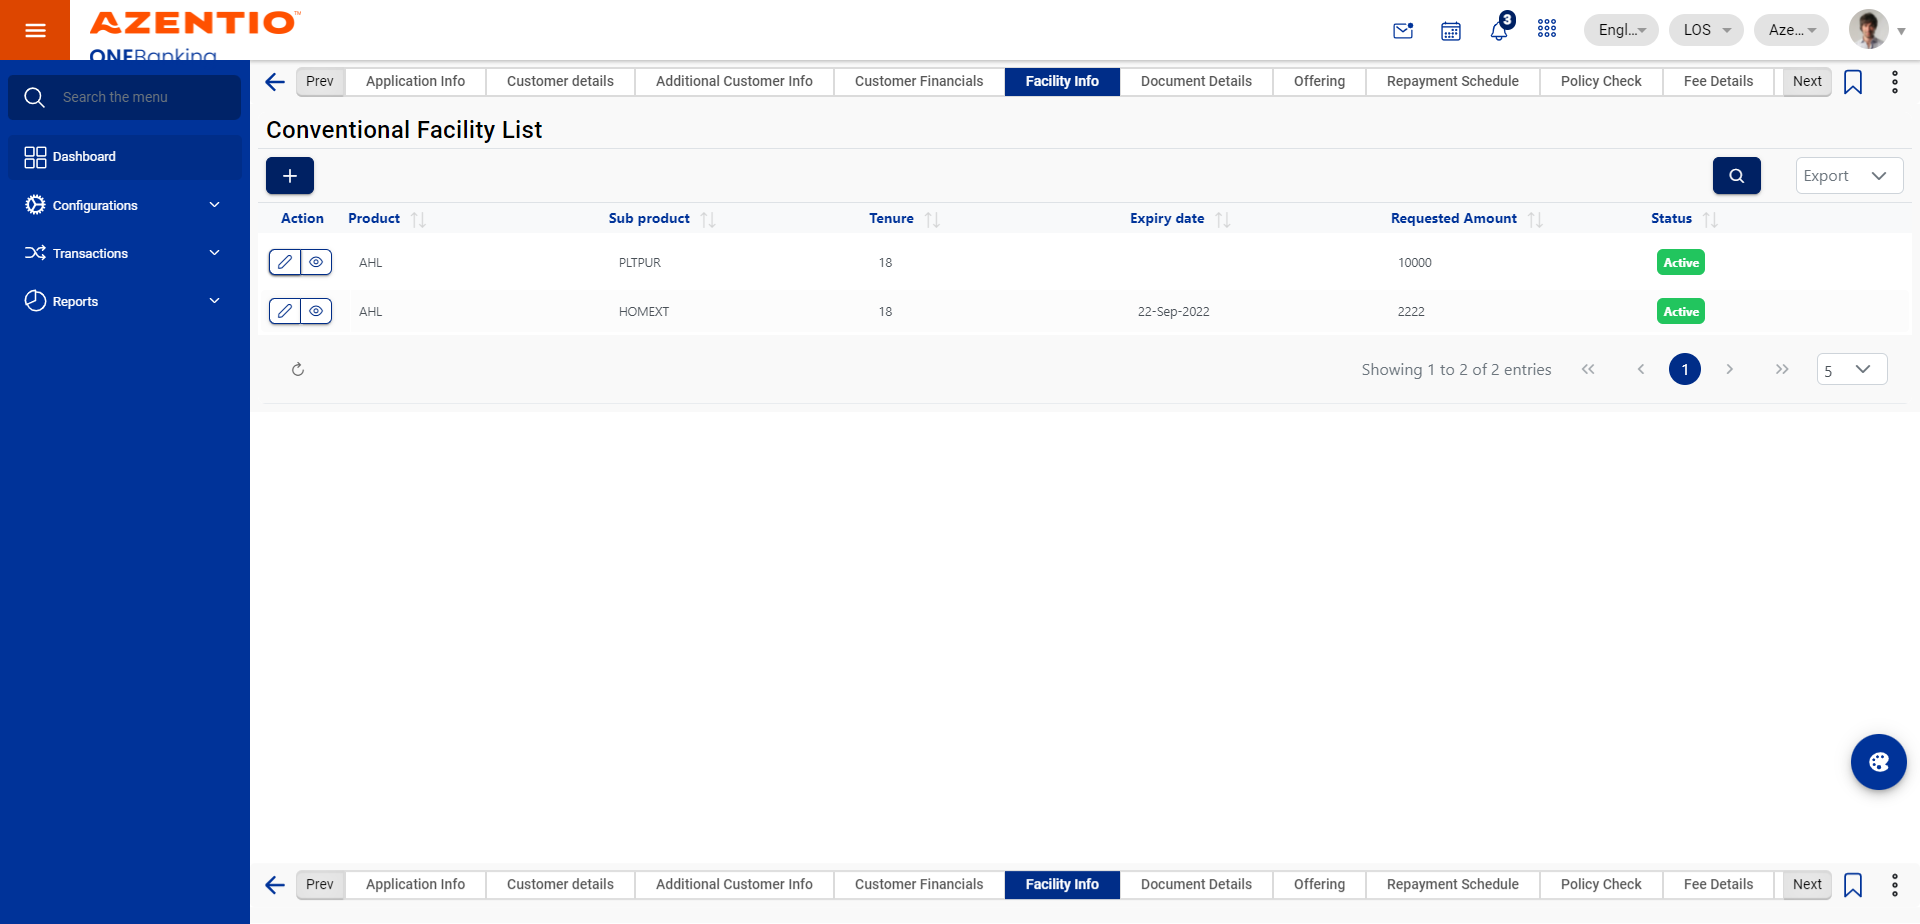 AZENTIO™
ONEBanking
3
Engl...
LOS
Aze...
Search the menu
Dashboard
Configurations
Transactions
Reports
Prev
Application Info
Customer details
Additional Customer Info
Customer Financials
Facility Info
Document Details
Offering
Repayment Schedule
Policy Check
Fee Details
Next
Conventional Facility List
Export
Action Product Sub product Tenure Expiry date Requested Amount Status
AHL PLTPUR 18 10000 Active
AHL HOMEXT 18 22-Sep-2022 2222 Active
Showing 1 to 2 of 2 entries
1
5
Prev
Application Info
Customer details
Additional Customer Info
Customer Financials
Facility Info
Document Details
Offering
Repayment Schedule
Policy Check
Fee Details
Next